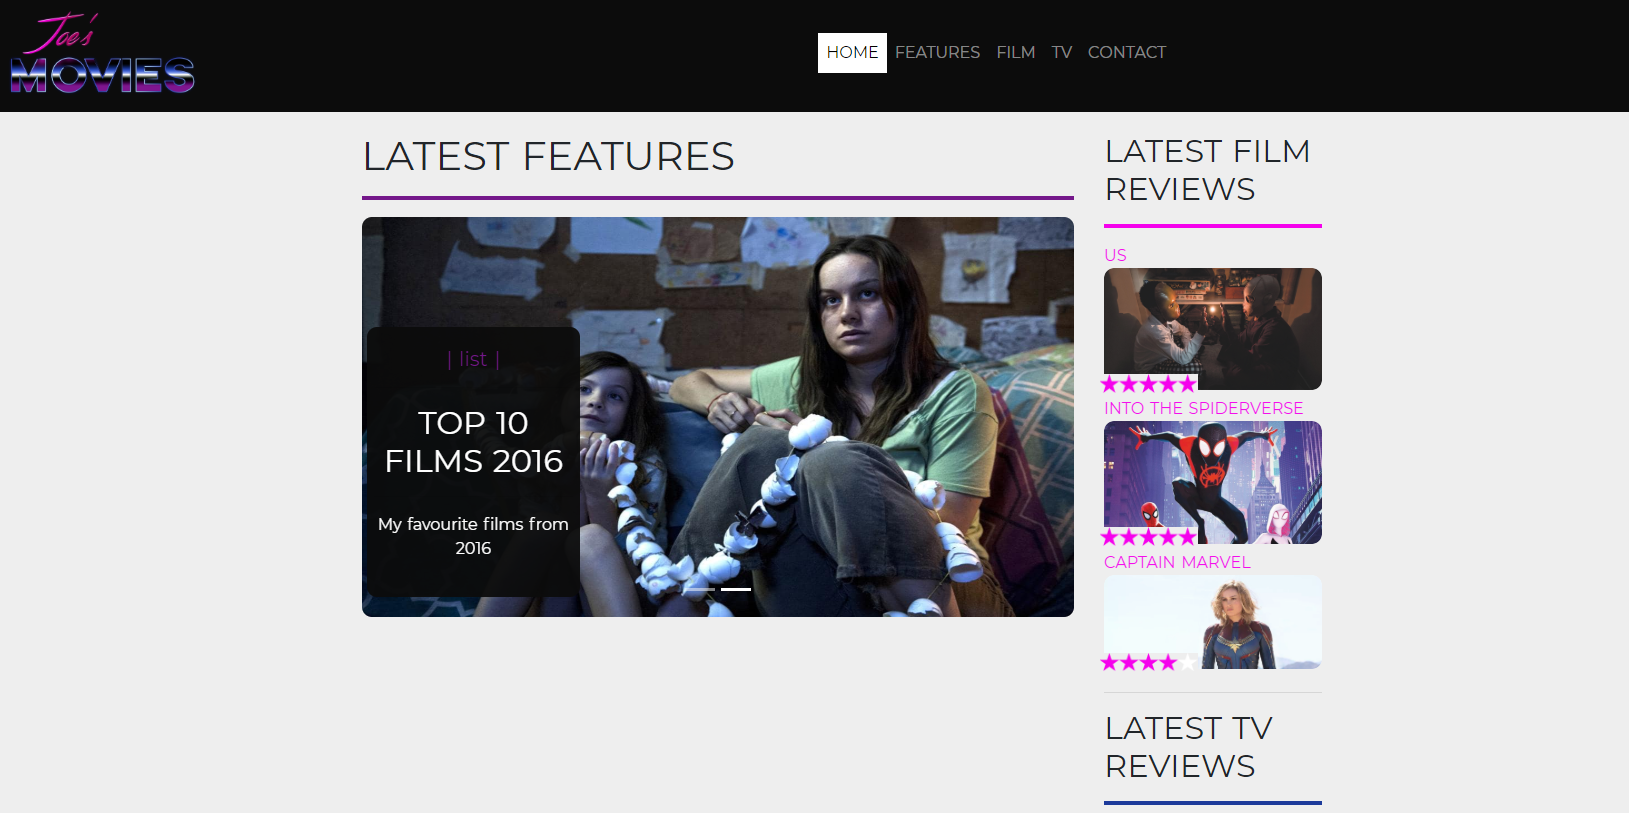 Joe's
MOVIES
HOME FEATURES FILM TV CONTACT
LATEST FEATURES
| list |
TOP 10
FILMS 2016
My favourite films from
2016
LATEST FILM
REVIEWS
US
INTO THE SPIDERVERSE
CAPTAIN MARVEL
LATEST TV
REVIEWS